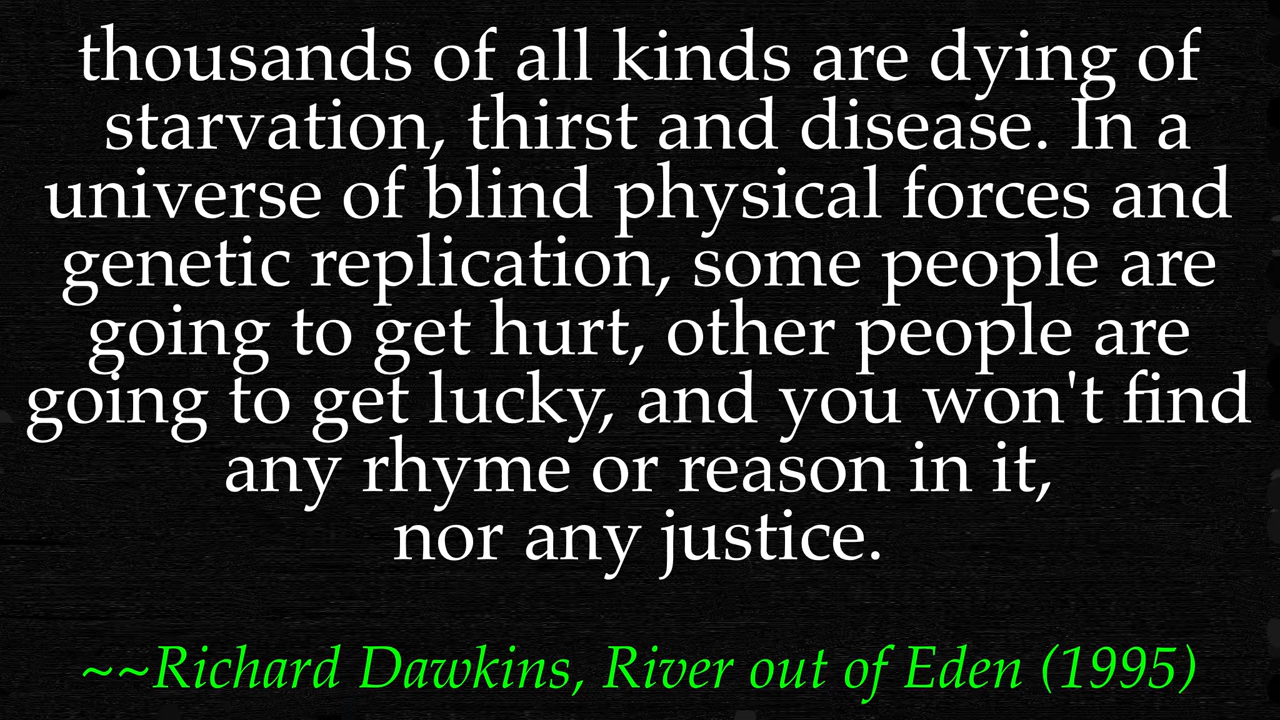 thousands of all kinds are dying of
starvation, thirst and disease. In a
universe of blind physical forces and
genetic replication, some people are
going to get hurt, other people are
going to get lucky, and you won't find
any rhyme or reason in it,
nor any justice.
~~Richard Dawkins, River out of Eden (1995)